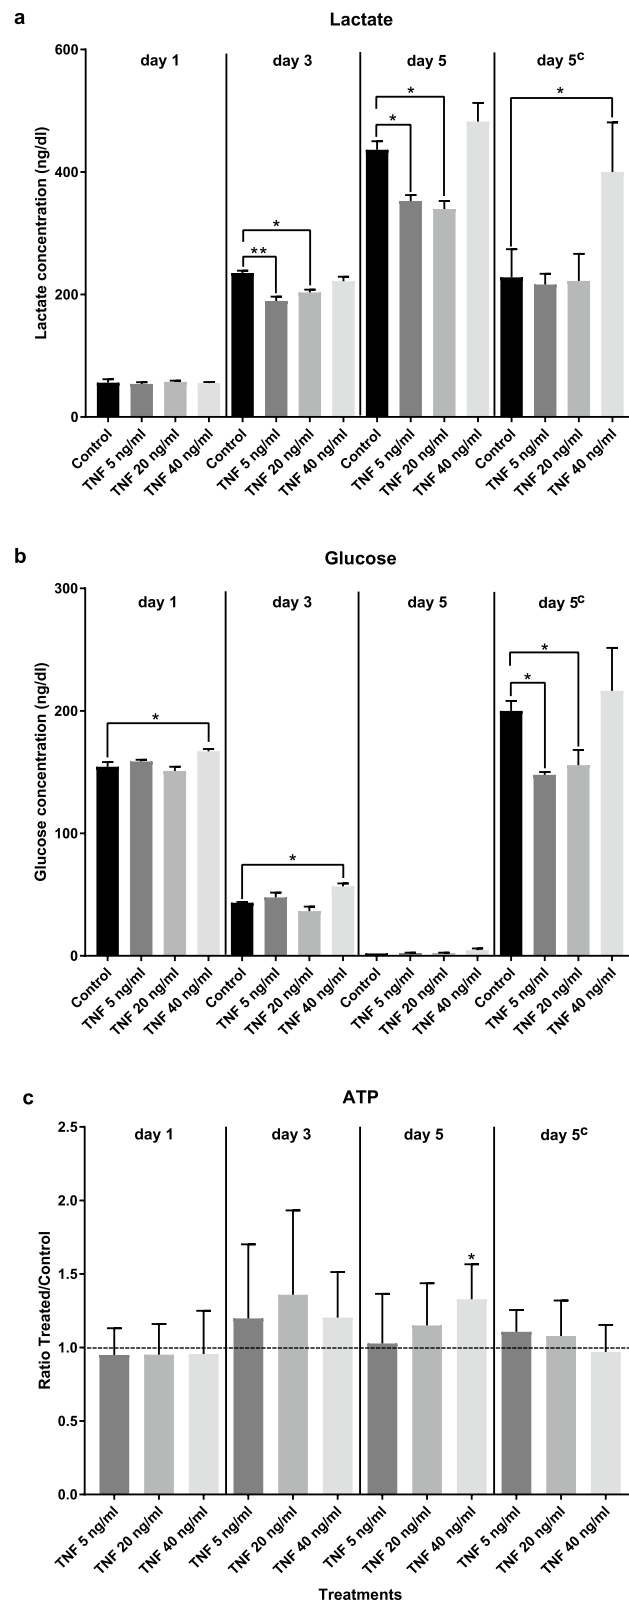 a
Lactate
Lactate concentration (ng/dl)
600
400
200
0
day 1
day 3
day 5
day 5c
*
**
*
*
*
Control
TNF 5 ng/ml
TNF 20 ng/ml
TNF 40 ng/ml
Control
TNF 5 ng/ml
TNF 20 ng/ml
TNF 40 ng/ml
Control
TNF 5 ng/ml
TNF 20 ng/ml
TNF 40 ng/ml
Control
TNF 5 ng/ml
TNF 20 ng/ml
TNF 40 ng/ml
b
Glucose
Glucose concentration (ng/dl)
300
200
100
0
day 1
day 3
day 5
day 5c
*
*
*
*
Control
TNF 5 ng/ml
TNF 20 ng/ml
TNF 40 ng/ml
Control
TNF 5 ng/ml
TNF 20 ng/ml
TNF 40 ng/ml
Control
TNF 5 ng/ml
TNF 20 ng/ml
TNF 40 ng/ml
Control
TNF 5 ng/ml
TNF 20 ng/ml
TNF 40 ng/ml
c
ATP
Ratio Treated/Control
2.5
2.0
1.5
1.0
0.5
0.0
day 1
day 3
day 5
day 5c
*
TNF 5 ng/ml
TNF 20 ng/ml
TNF 40 ng/ml
TNF 5 ng/ml
TNF 20 ng/ml
TNF 40 ng/ml
TNF 5 ng/ml
TNF 20 ng/ml
TNF 40 ng/ml
TNF 5 ng/ml
TNF 20 ng/ml
TNF 40 ng/ml
Treatments